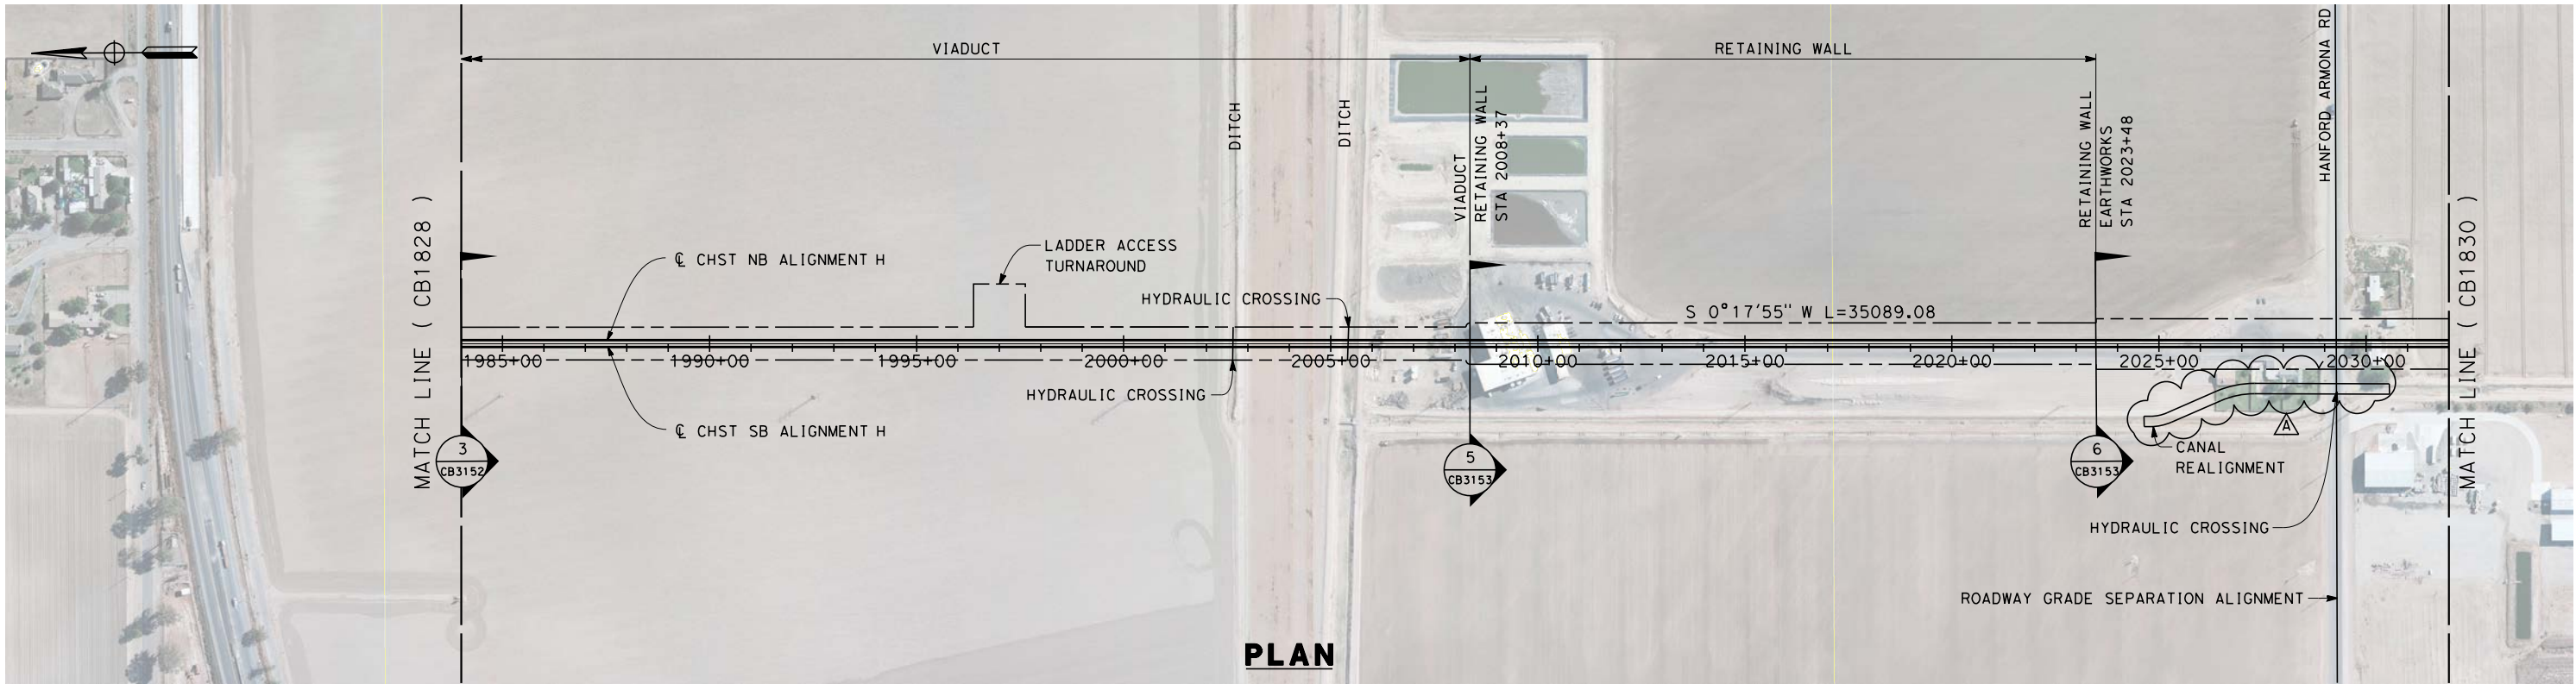 VIADUCT
RETAINING WALL
HANFORD ARMONA RD
DITCH
DITCH
VIADUCT
RETAINING WALL
STA 2008+37
RETAINING WALL
EARTHWORKS
STA 2023+48
MATCH LINE ( CB1828 )
MATCH LINE ( CB1830 )
℄ CHST NB ALIGNMENT H
LADDER ACCESS
TURNAROUND
HYDRAULIC CROSSING
S 0°17'55" W L=35089.08
1985+00
1990+00
1995+00
2000+00
2005+00
2010+00
2015+00
2020+00
2025+00
2030+00
HYDRAULIC CROSSING
℄ CHST SB ALIGNMENT H
A
3
CB3152
5
CB3153
6
CB3153
CANAL
REALIGNMENT
HYDRAULIC CROSSING
ROADWAY GRADE SEPARATION ALIGNMENT
PLAN